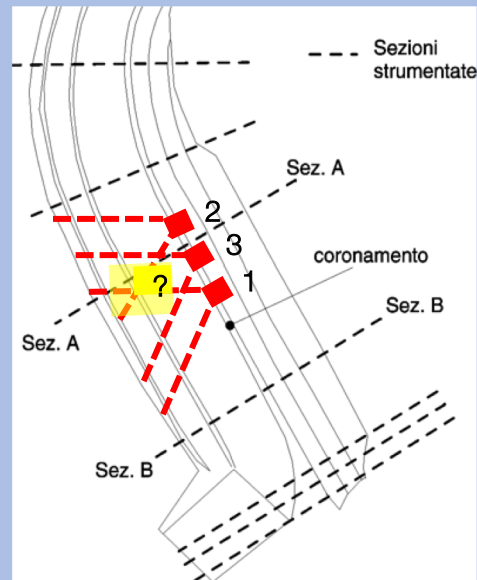 Sezioni
strumentate
Sez. A
2
3
coronamento
?
1
Sez. B
Sez. A
Sez. B